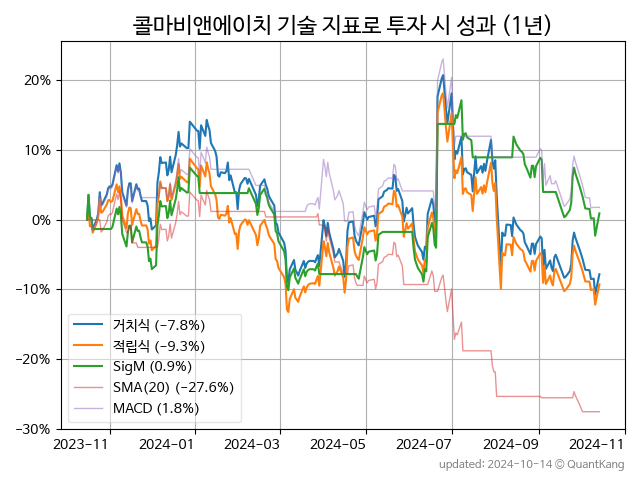 콜마비앤에이치 기술 지표로 투자 시 성과 (1년)
20%
10%
0%
−10%
−20%
−30%
거치식 (−7.8%)
적립식 (−9.3%)
SigM (0.9%)
SMA(20) (−27.6%)
MACD (1.8%)
2023-11 2024-01 2024-03 2024-05 2024-07 2024-09 2024-11
updated: 2024-10-14 ⓒ QuantKang